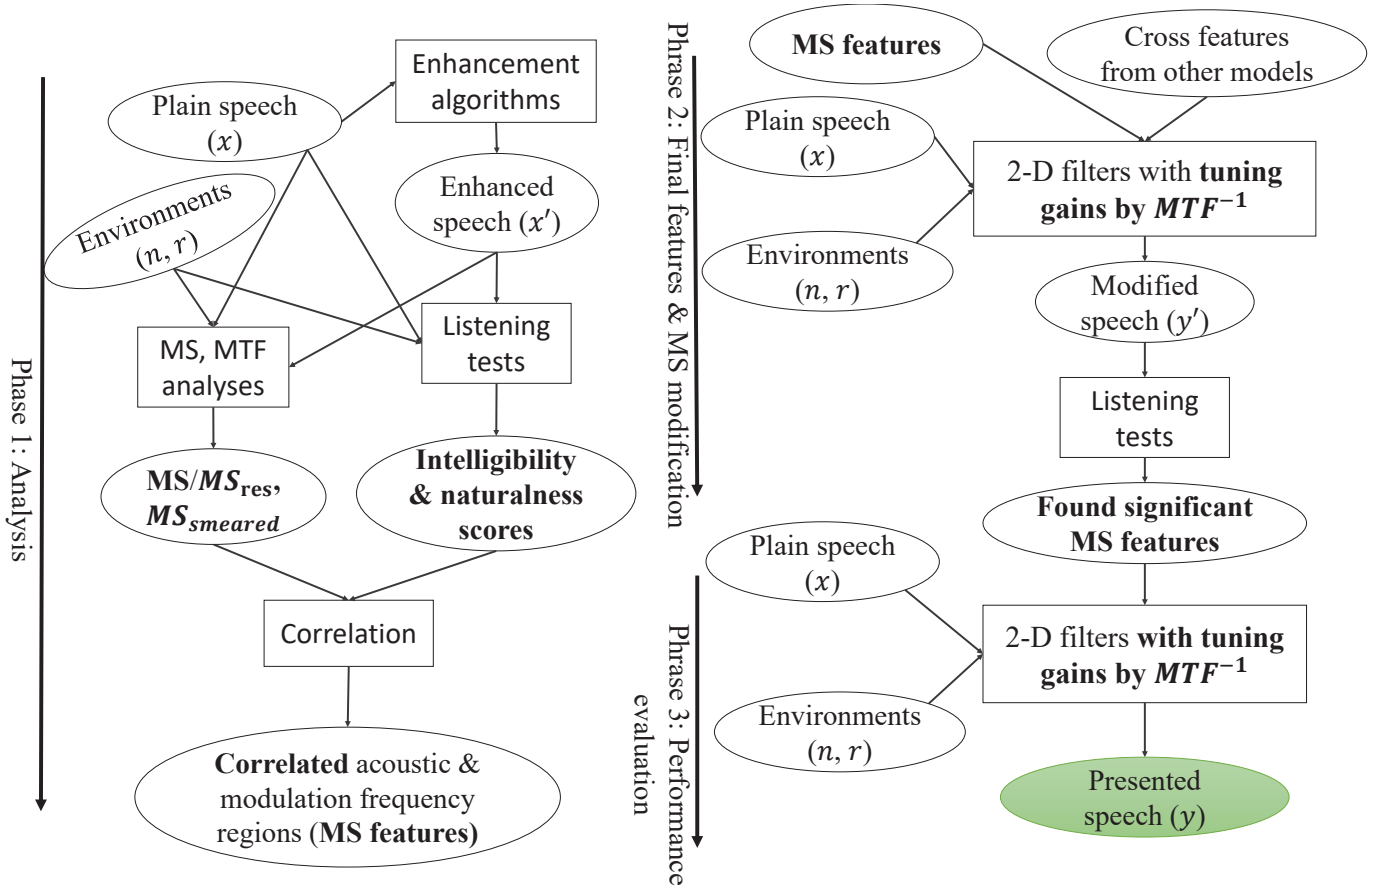 Phase 1: Analysis
Enhancement
algorithms
Plain speech
(x)
Environments
(n, r)
Enhanced
speech (x′)
MS, MTF
analyses
Listening
tests
MS/MS_res,
MS_smeared
Intelligibility
& naturalness
scores
Correlation
Correlated acoustic &
modulation frequency
regions (MS features)
Phrase 2: Final features & MS modification
MS features
Cross features
from other models
Plain speech
(x)
2-D filters with tuning
gains by MTF⁻¹
Environments
(n, r)
Modified
speech (y′)
Listening
tests
Found significant
MS features
Phrase 3: Performance
evaluation
Plain speech
(x)
2-D filters with tuning
gains by MTF⁻¹
Environments
(n, r)
Presented
speech (y)